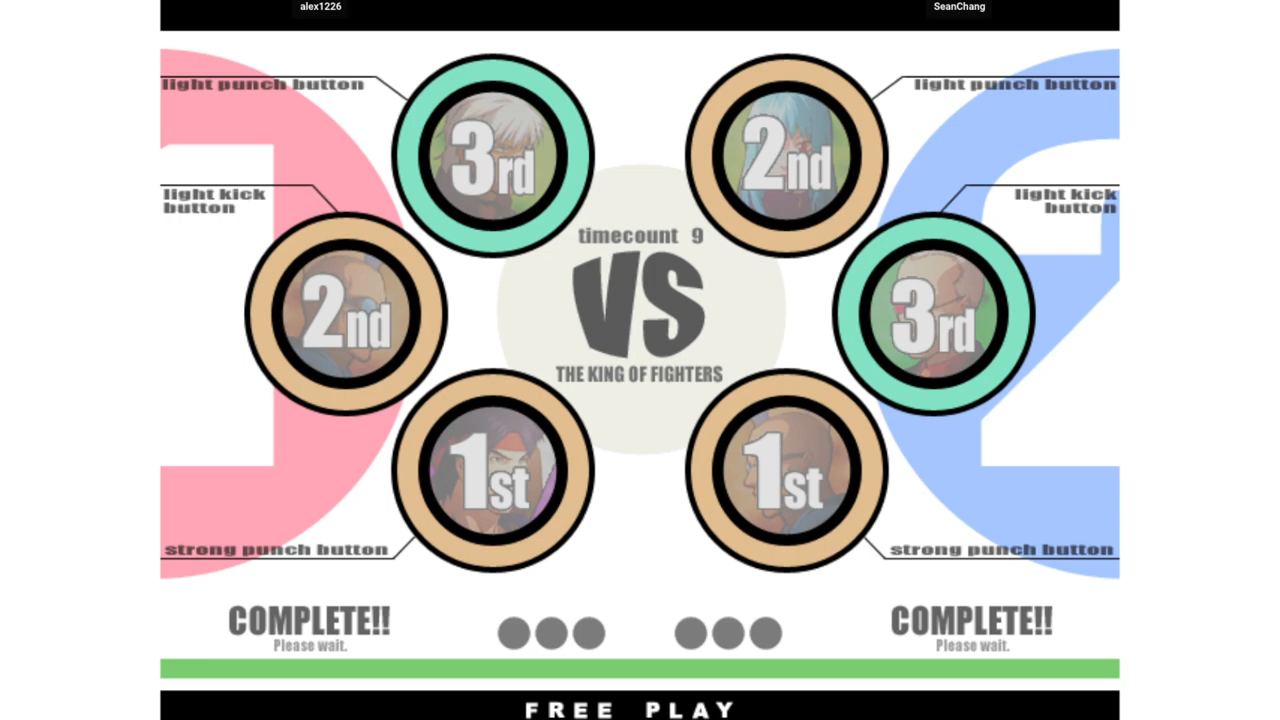 alex1226
SeanChang
light punch button
light punch button
3rd
2nd
light kick
button
light kick
button
timecount 9
VS
THE KING OF FIGHTERS
2nd
3rd
1st
1st
strong punch button
strong punch button
COMPLETE!!
Please wait.
COMPLETE!!
Please wait.
FREE PLAY
1
2